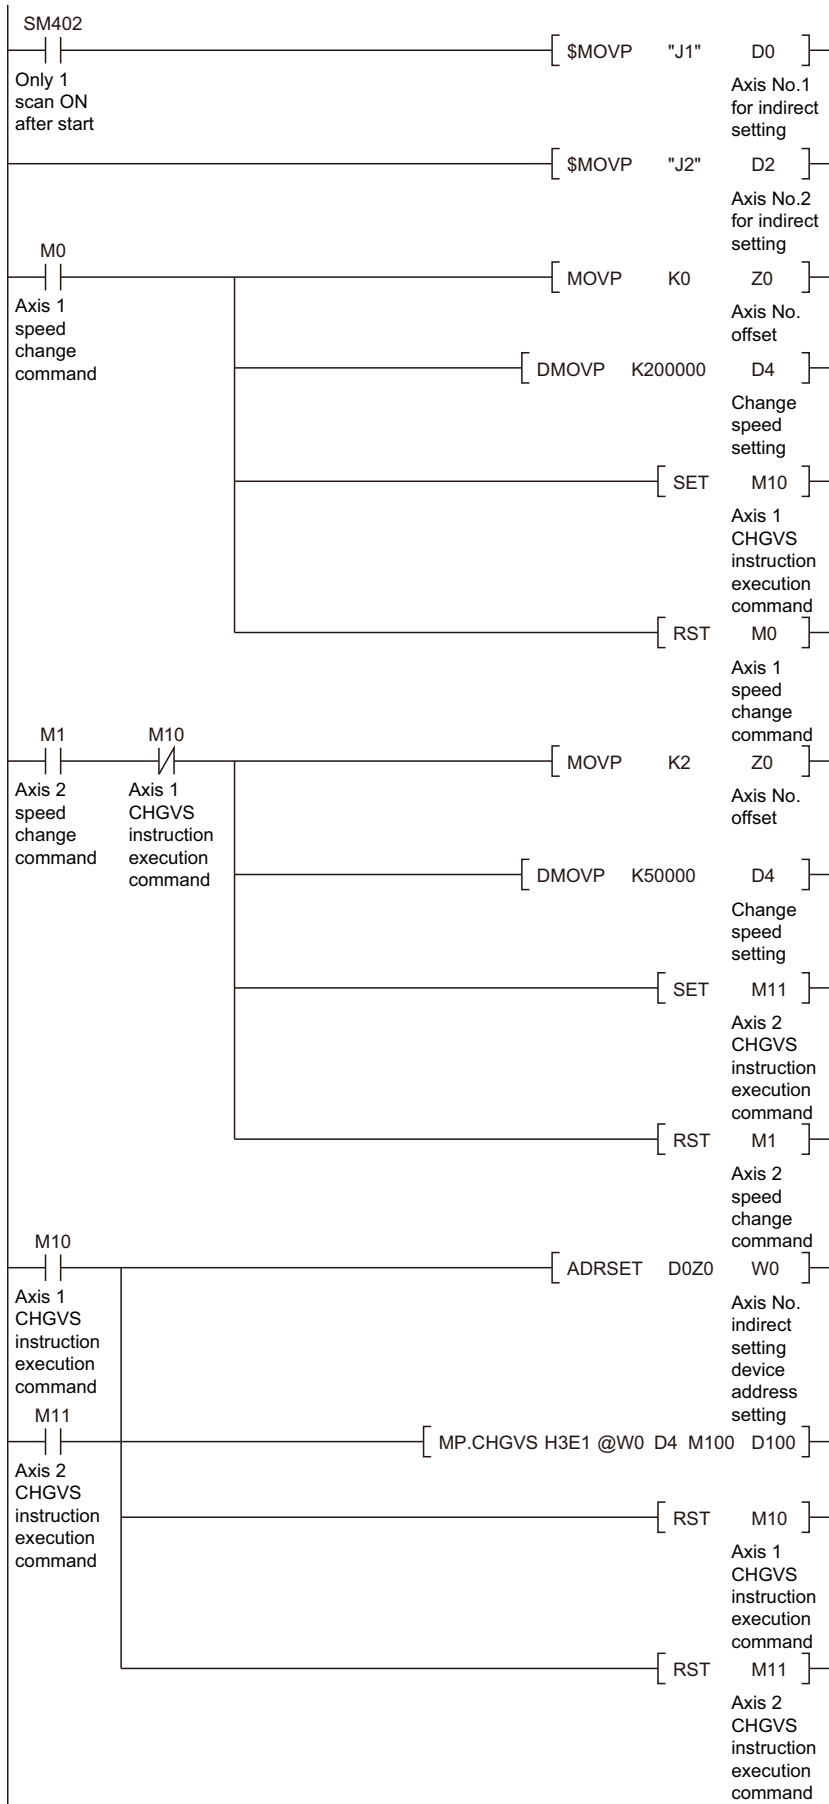 SM402
$MOVP "J1" D0
Only 1
scan ON
after start
Axis No.1
for indirect
setting
$MOVP "J2" D2
Axis No.2
for indirect
setting
M0
MOVP K0 Z0
Axis 1
speed
change
command
Axis No.
offset
DMOVP K200000 D4
Change
speed
setting
SET M10
Axis 1
CHGVS
instruction
execution
command
RST M0
Axis 1
speed
change
command
M1 M10
MOVP K2 Z0
Axis 2
speed
change
command
Axis 1
CHGVS
instruction
execution
command
Axis No.
offset
DMOVP K50000 D4
Change
speed
setting
SET M11
Axis 2
CHGVS
instruction
execution
command
RST M1
Axis 2
speed
change
command
M10
ADRSET D0Z0 W0
Axis 1
CHGVS
instruction
execution
command
Axis No.
indirect
setting
device
address
setting
M11
MP.CHGVS H3E1 @W0 D4 M100 D100
Axis 2
CHGVS
instruction
execution
command
RST M10
Axis 1
CHGVS
instruction
execution
command
RST M11
Axis 2
CHGVS
instruction
execution
command